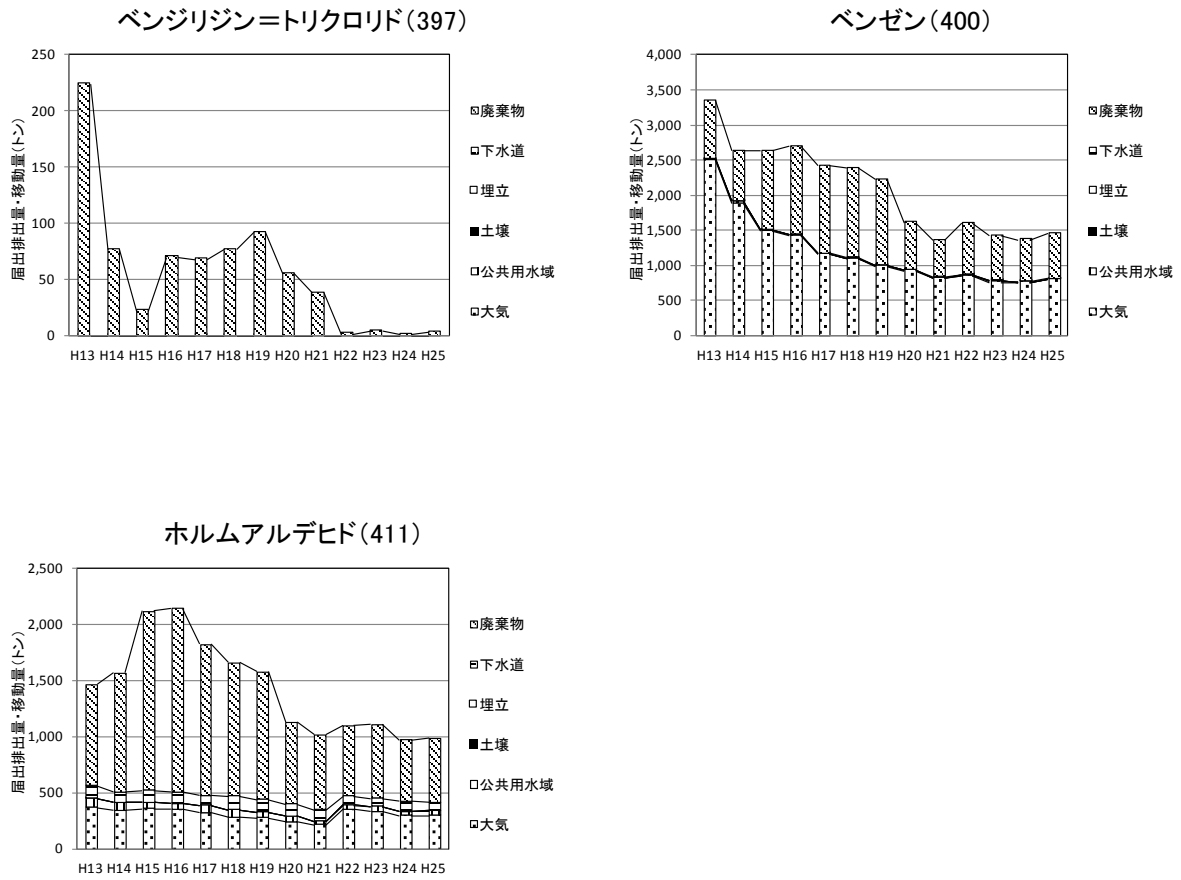 ベンジリジン=トリクロリド(397)
250
200
150
100
50
0
届出排出量・移動量(トン)
H13 H14 H15 H16 H17 H18 H19 H20 H21 H22 H23 H24 H25
廃棄物
下水道
埋立
土壌
公共用水域
大気
ベンゼン(400)
4,000
3,500
3,000
2,500
2,000
1,500
1,000
500
0
届出排出量・移動量(トン)
H13 H14 H15 H16 H17 H18 H19 H20 H21 H22 H23 H24 H25
廃棄物
下水道
埋立
土壌
公共用水域
大気
ホルムアルデヒド(411)
2,500
2,000
1,500
1,000
500
0
届出排出量・移動量(トン)
H13 H14 H15 H16 H17 H18 H19 H20 H21 H22 H23 H24 H25
廃棄物
下水道
埋立
土壌
公共用水域
大気